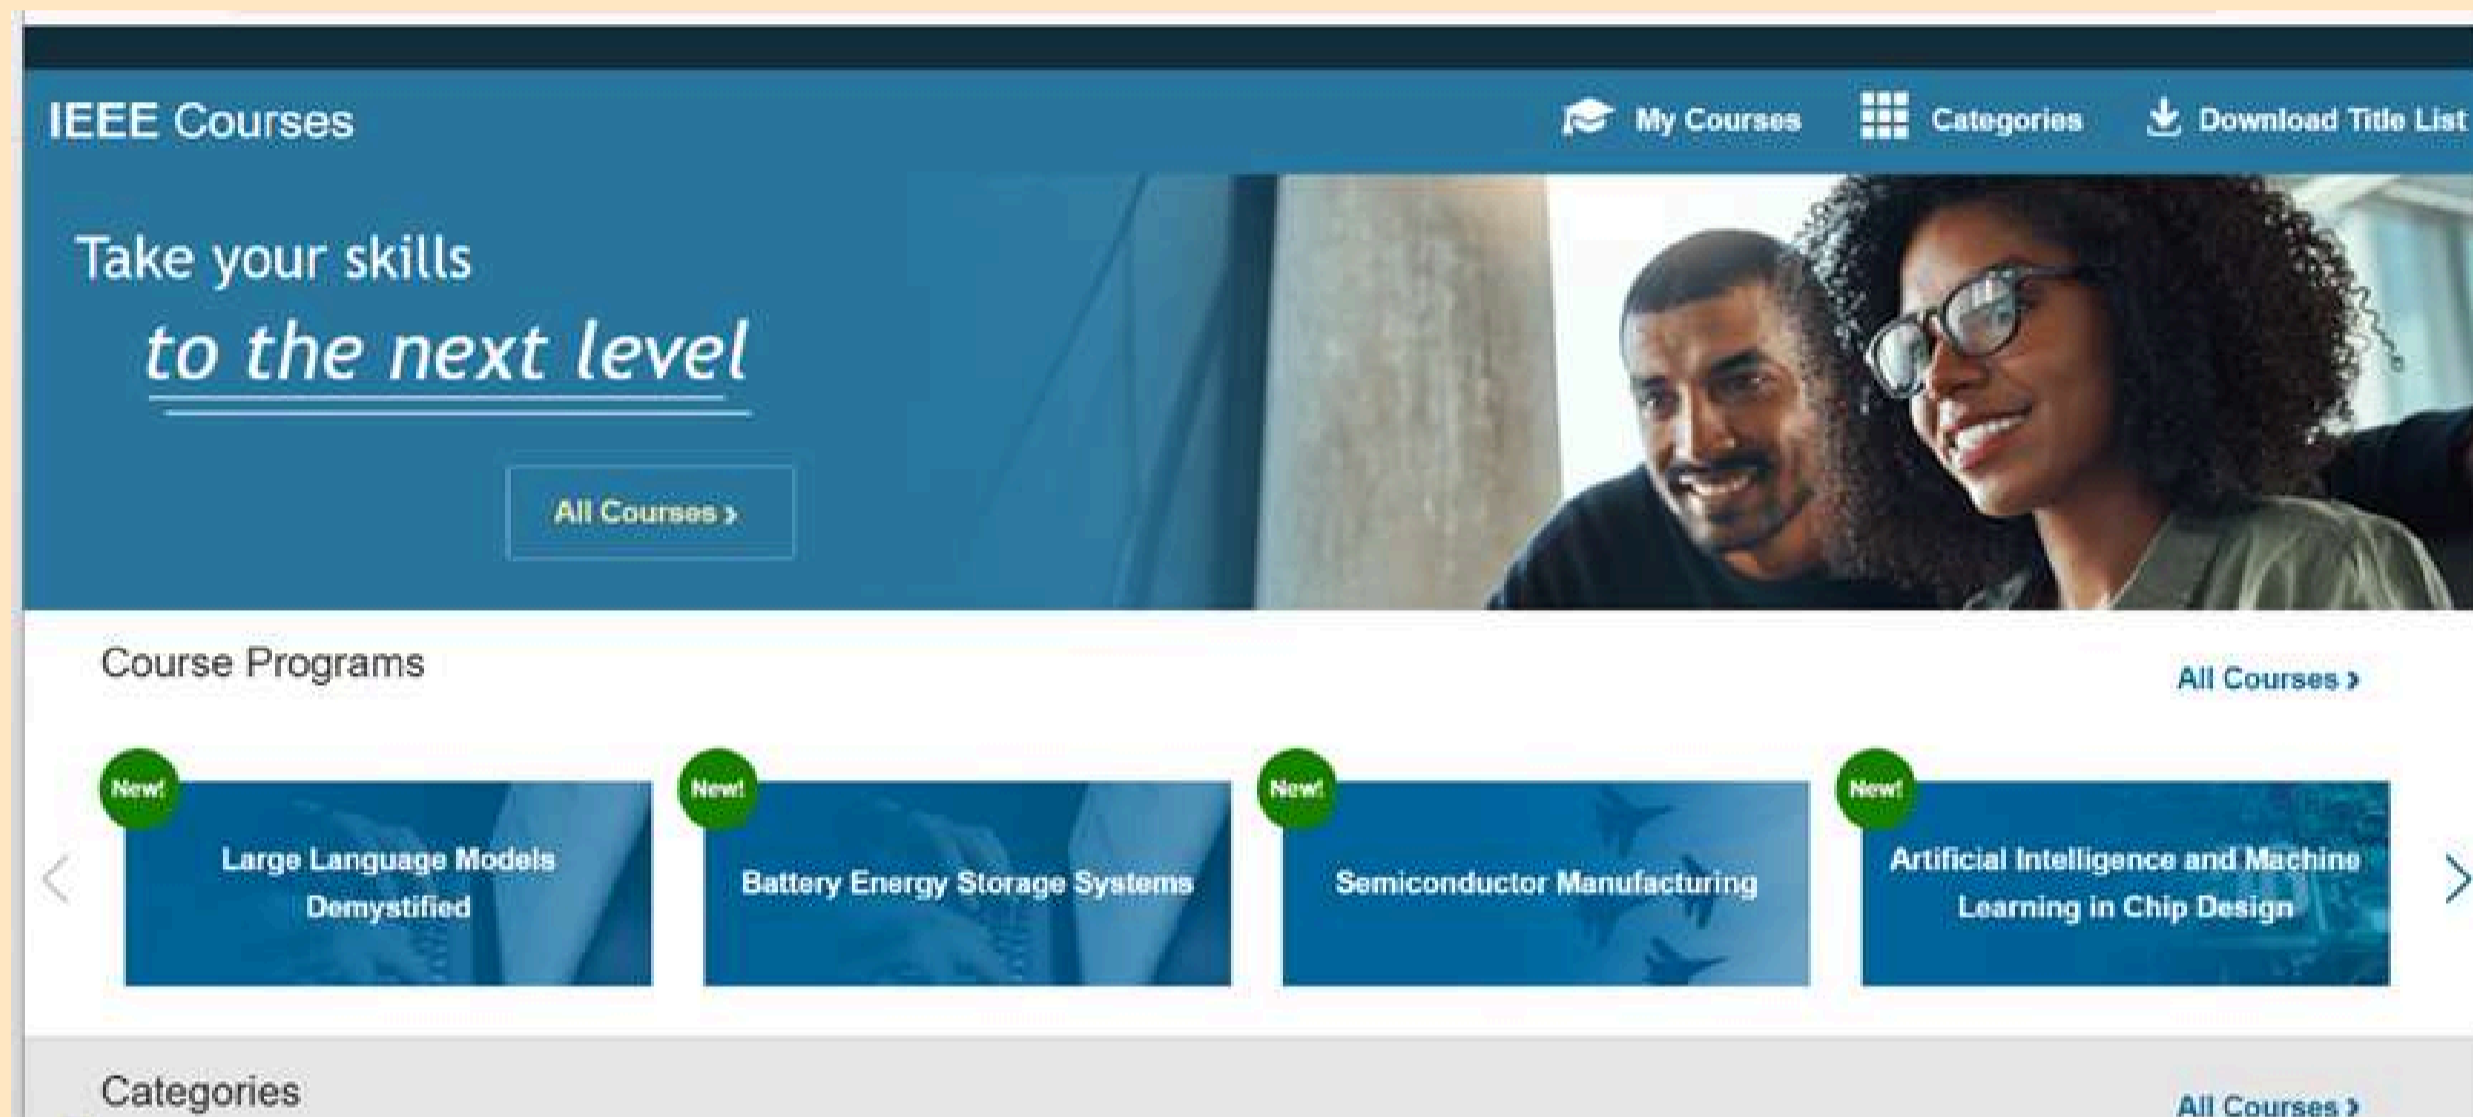 IEEE Courses
My Courses
Categories
Download Title List
Take your skills
to the next level
All Courses ›
Course Programs
All Courses ›
New!
Large Language Models
Demystified
New!
Battery Energy Storage Systems
New!
Semiconductor Manufacturing
New!
Artificial Intelligence and Machine
Learning in Chip Design
Categories
All Courses ›